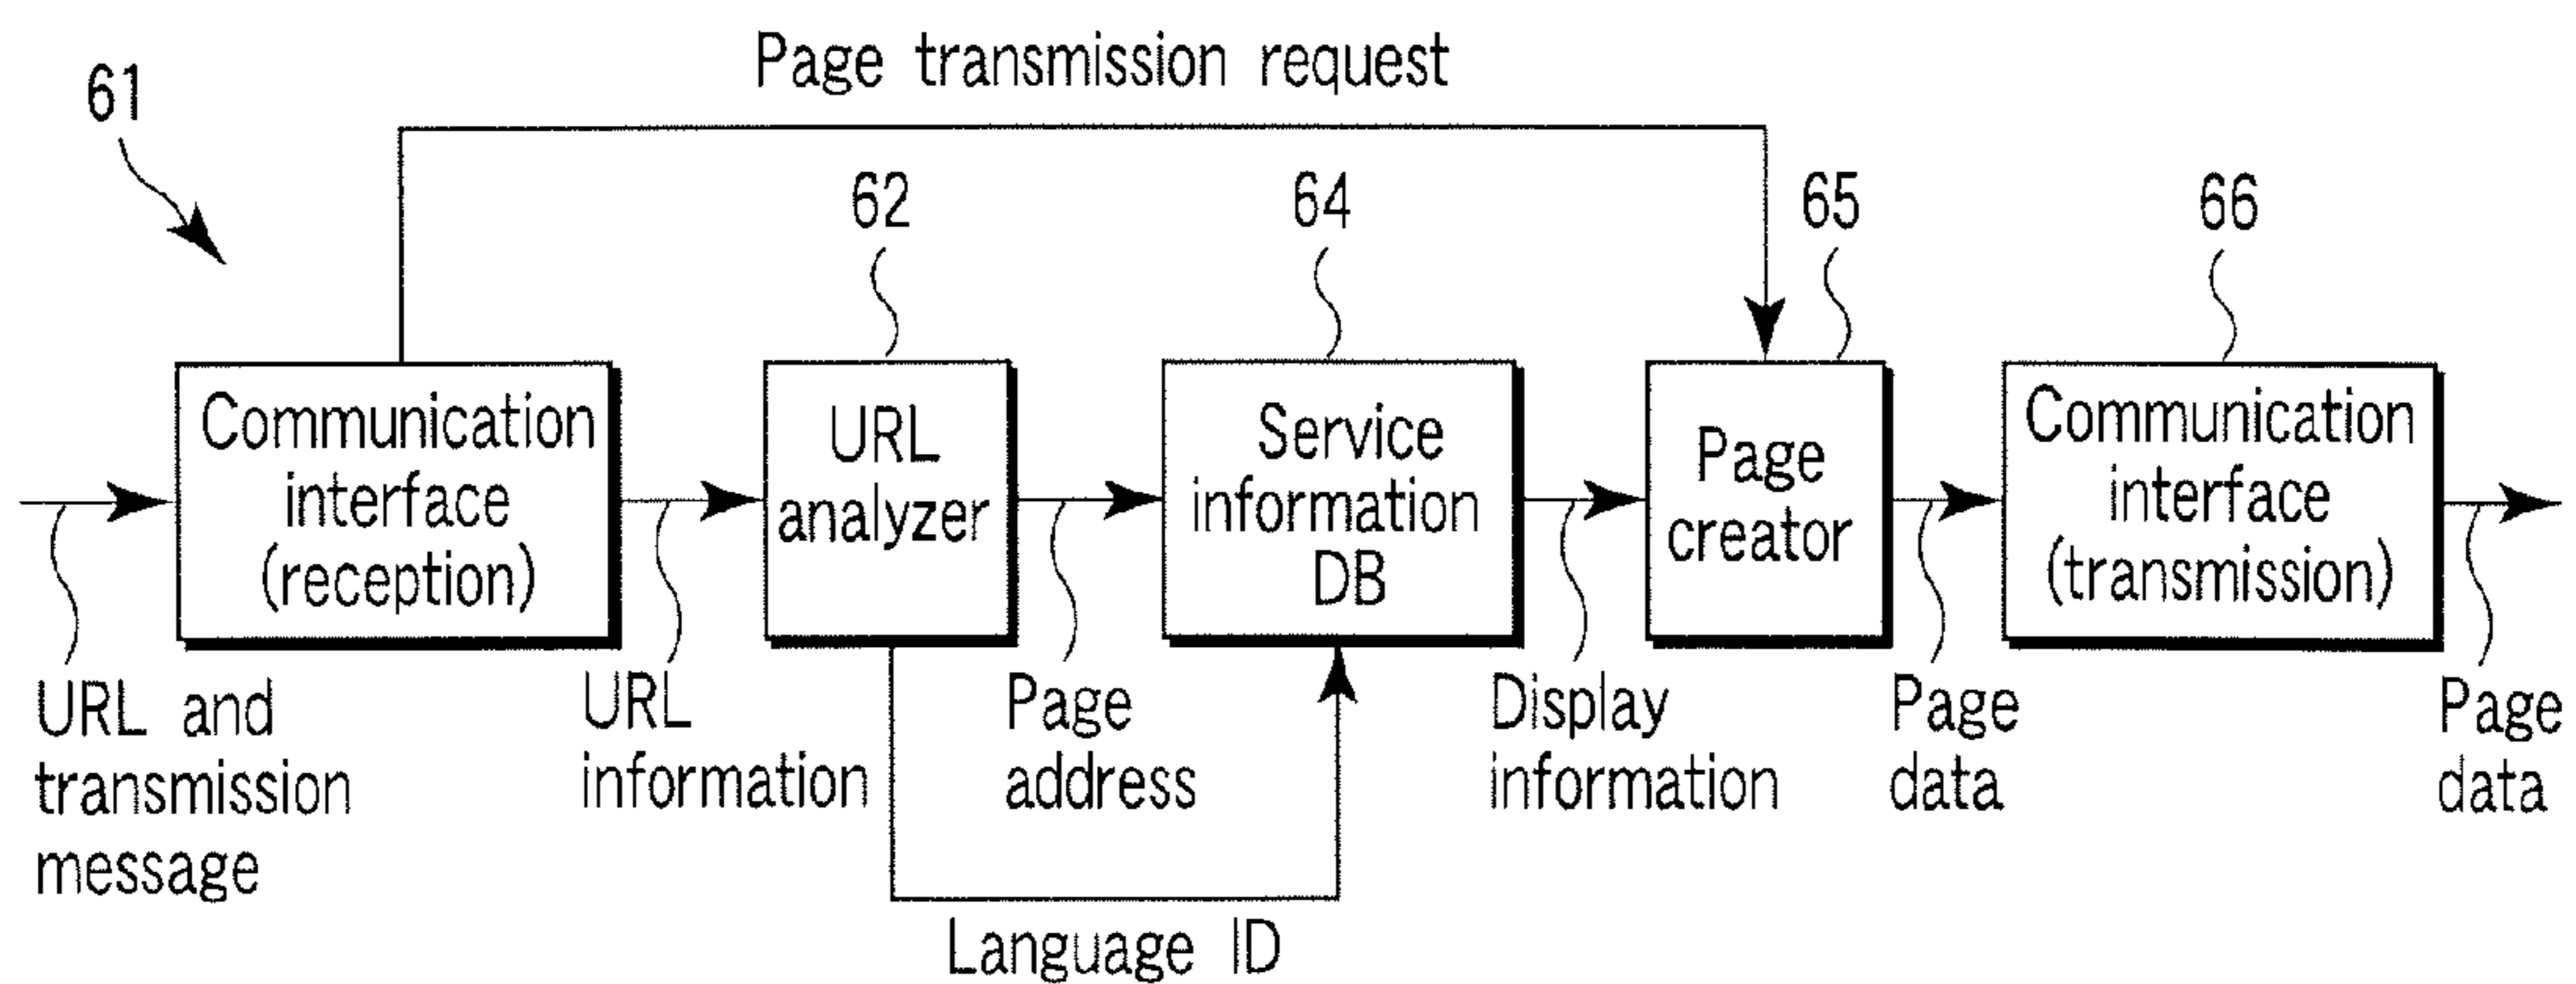 Page transmission request
61
62
64
65
66
Communication
interface
(reception)
URL
analyzer
Service
information
DB
Page
creator
Communication
interface
(transmission)
URL and
transmission
message
URL
information
Page
address
Display
information
Page
data
Page
data
Language ID